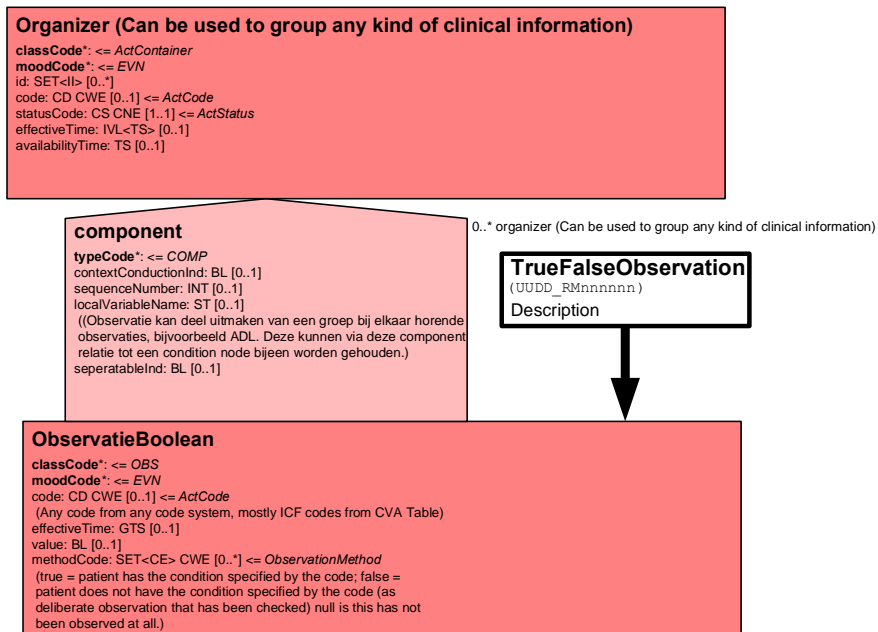 Organizer (Can be used to group any kind of clinical information)
classCode*: <= ActContainer
moodCode*: <= EVN
id: SET<II> [0..*]
code: CD CWE [0..1] <= ActCode
statusCode: CS CNE [1..1] <= ActStatus
effectiveTime: IVL<TS> [0..1]
availabilityTime: TS [0..1]
0..* organizer (Can be used to group any kind of clinical information)
component
typeCode*: <= COMP
contextConductionInd: BL [0..1]
sequenceNumber: INT [0..1]
localVariableName: ST [0..1]
((Observatie kan deel uitmaken van een groep bij elkaar horende
observaties, bijvoorbeeld ADL. Deze kunnen via deze component
relatie tot een condition node bijeen worden gehouden.)
seperatableInd: BL [0..1]
TrueFalseObservation
(UUDD_RMnnnnnn)
Description
ObservatieBoolean
classCode*: <= OBS
moodCode*: <= EVN
code: CD CWE [0..1] <= ActCode
(Any code from any code system, mostly ICF codes from CVA Table)
effectiveTime: GTS [0..1]
value: BL [0..1]
methodCode: SET<CE> CWE [0..*] <= ObservationMethod
(true = patient has the condition specified by the code; false =
patient does not have the condition specified by the code (as
deliberate observation that has been checked) null is this has not
been observed at all.)